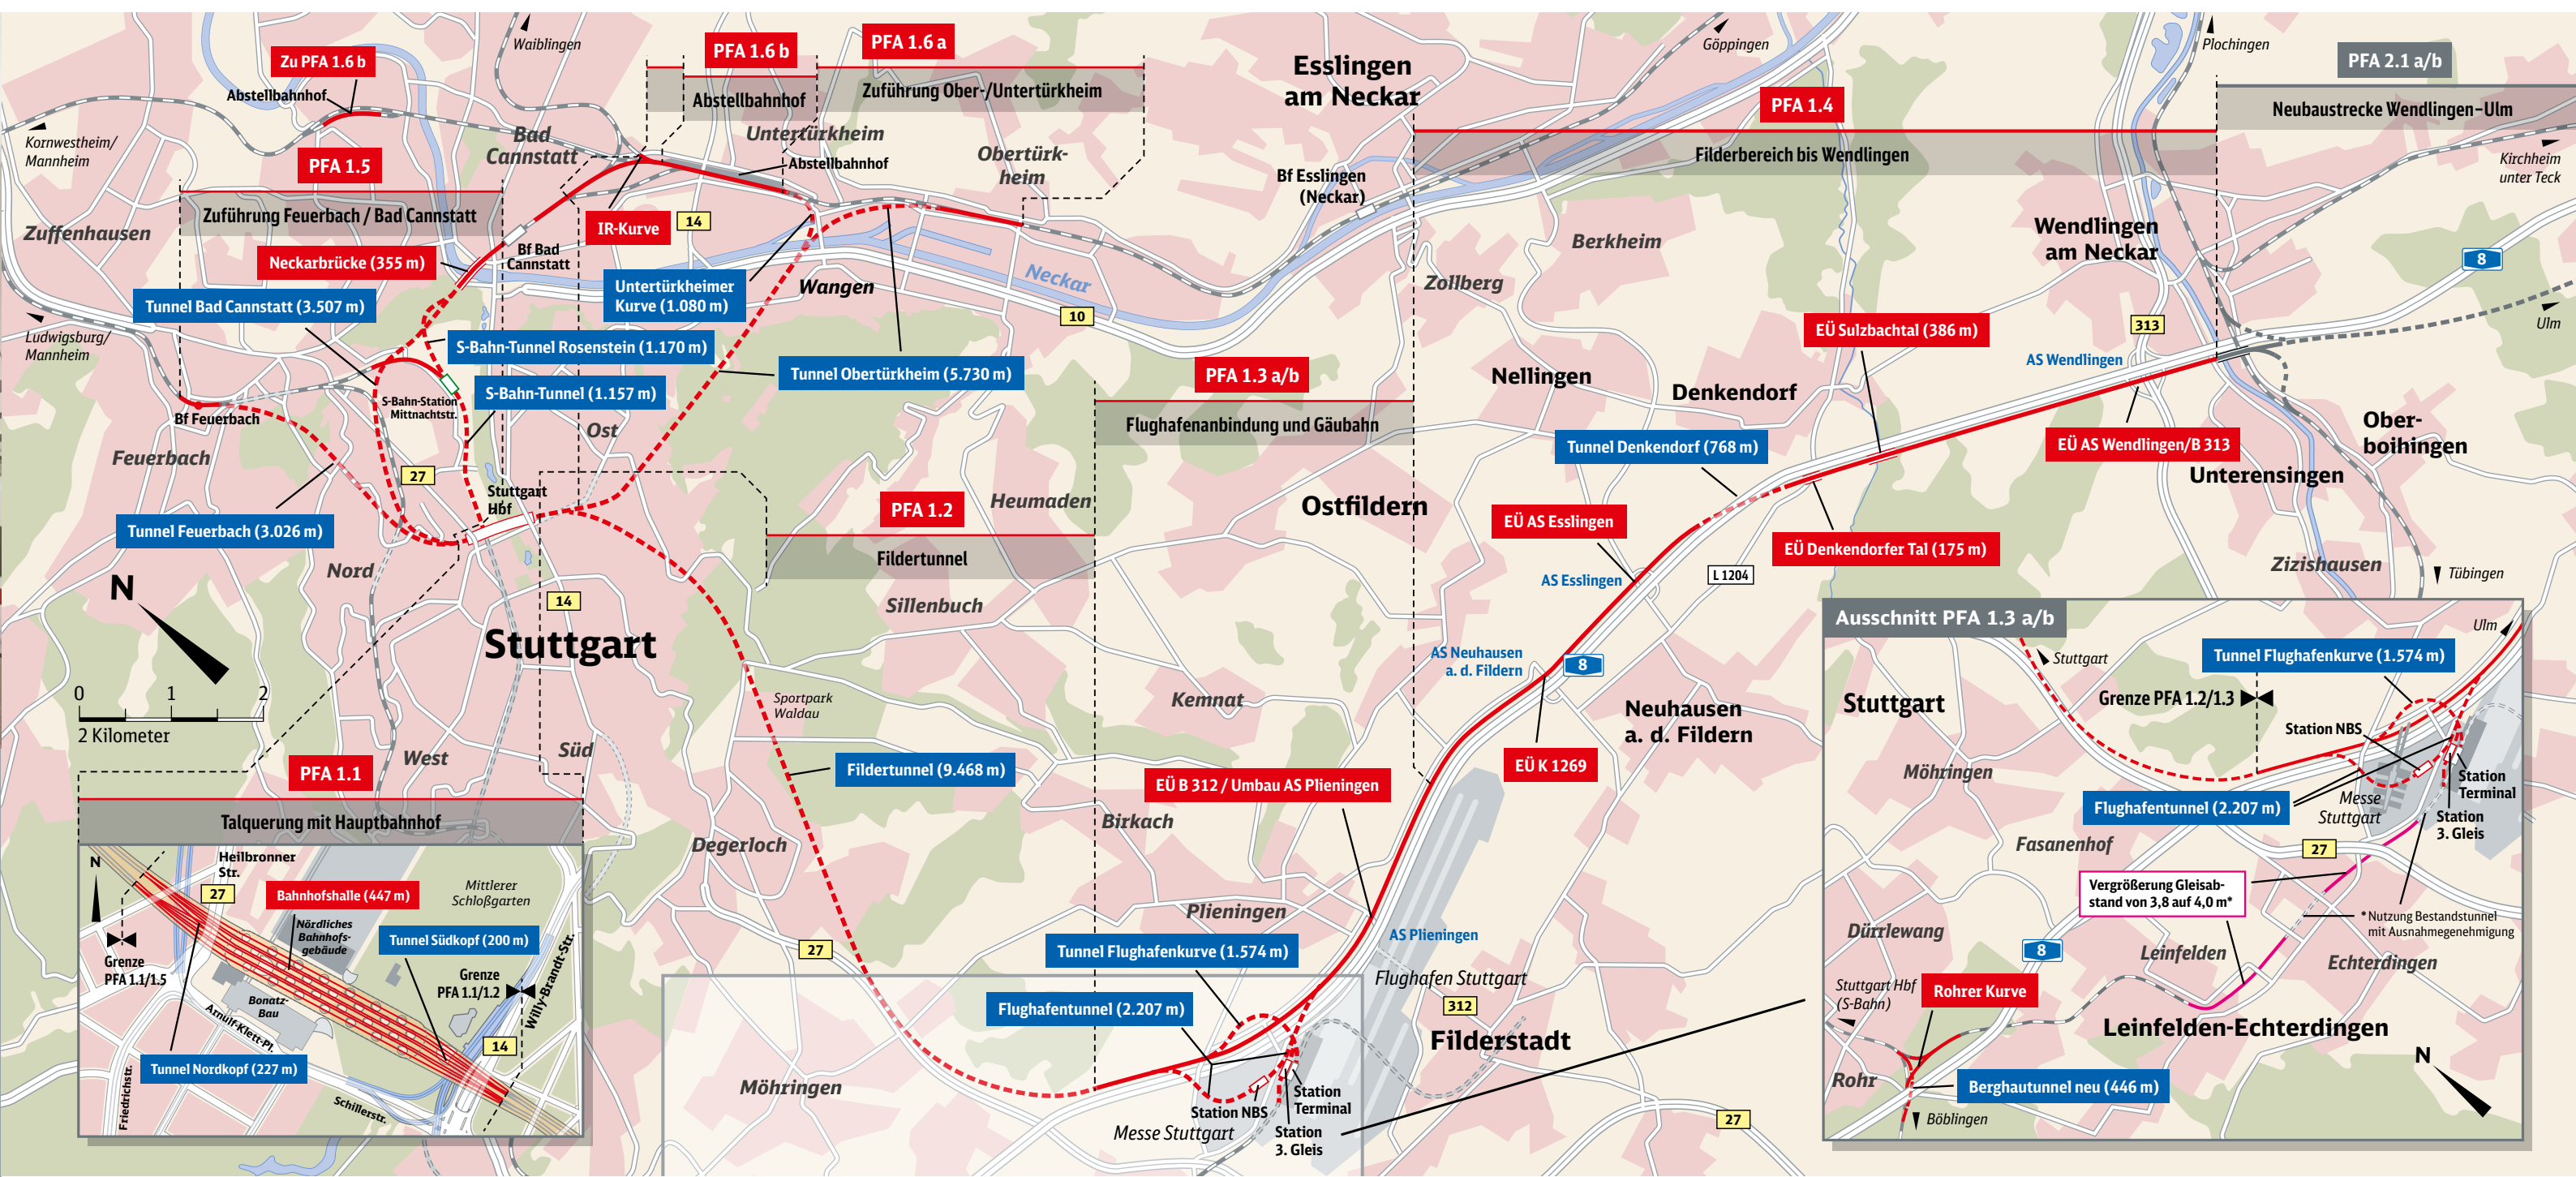 Zu PFA 1.6 b
Abstellbahnhof
Kornwestheim/
Mannheim
Waiblingen
PFA 1.6 b
Abstellbahnhof
PFA 1.6 a
Zuführung Ober-/Untertürkheim
Esslingen
am Neckar
Göppingen
Plochingen
PFA 2.1 a/b
Neubaustrecke Wendlingen–Ulm
PFA 1.4
Filderbereich bis Wendlingen
Kirchheim
unter Teck
PFA 1.5
Zuführung Feuerbach / Bad Cannstatt
Zuffenhausen
Bad
Cannstatt
Untertürkheim
Abstellbahnhof
Obertürk-
heim
Bf Esslingen
(Neckar)
IR-Kurve
14
Neckarbrücke (355 m)
Bf Bad
Cannstatt
Tunnel Bad Cannstatt (3.507 m)
Untertürkheimer
Kurve (1.080 m)
Wangen
Neckar
10
Zollberg
Berkheim
Wendlingen
am Neckar
8
Ulm
313
Ludwigsburg/
Mannheim
S-Bahn-Tunnel Rosenstein (1.170 m)
S-Bahn-Tunnel (1.157 m)
Tunnel Obertürkheim (5.730 m)
PFA 1.3 a/b
Flughafenanbindung und Gäubahn
Nellingen
Denkendorf
EÜ Sulzbachtal (386 m)
AS Wendlingen
S-Bahn-Station
Mittnachtstr.
Bf Feuerbach
Feuerbach
Ost
27
Stuttgart
Hbf
Tunnel Feuerbach (3.026 m)
Nord
PFA 1.2
Fildertunnel
Heumaden
Ostfildern
Tunnel Denkendorf (768 m)
EÜ AS Wendlingen/B 313
Ober-
boihingen
Unterensingen
EÜ AS Esslingen
EÜ Denkendorfer Tal (175 m)
AS Esslingen
L 1204
Zizishausen
Tübingen
N
0 1 2
2 Kilometer
14
Stuttgart
Sillenbuch
Sportpark
Waldau
Kemnat
AS Neuhausen
a. d. Fildern
8
Neuhausen
a. d. Fildern
EÜ K 1269
West
Süd
Fildertunnel (9.468 m)
EÜ B 312 / Umbau AS Plieningen
Birkach
Degerloch
Plieningen
AS Plieningen
27
Tunnel Flughafenkurve (1.574 m)
Flughafentunnel (2.207 m)
Flughafen Stuttgart
312
Filderstadt
Möhringen
Station NBS
Station
Terminal
Messe Stuttgart
Station
3. Gleis
27
PFA 1.1
Talquerung mit Hauptbahnhof
N
Heilbronner
Str.
27
Bahnhofshalle (447 m)
Mittlerer
Schloßgarten
Nördliches
Bahnhofs-
gebäude
Tunnel Südkopf (200 m)
Grenze
PFA 1.1/1.5
Grenze
PFA 1.1/1.2
Willy-Brandt-Str.
Bonatz-
Bau
Arnulf-Klett-Pl.
14
Tunnel Nordkopf (227 m)
Friedrichstr.
Schillerstr.
Ausschnitt PFA 1.3 a/b
Ulm
Stuttgart
Tunnel Flughafenkurve (1.574 m)
Stuttgart
Grenze PFA 1.2/1.3
Station NBS
Möhringen
Station
Terminal
Flughafentunnel (2.207 m)
Messe
Stuttgart
Station
3. Gleis
Fasanenhof
27
Vergrößerung Gleisab-
stand von 3,8 auf 4,0 m*
*Nutzung Bestandstunnel
mit Ausnahmegenehmigung
Dürrlewang
8
Leinfelden
Echterdingen
Stuttgart Hbf
(S-Bahn)
Rohrer Kurve
Leinfelden-Echterdingen
N
Rohr
Berghautunnel neu (446 m)
Böblingen